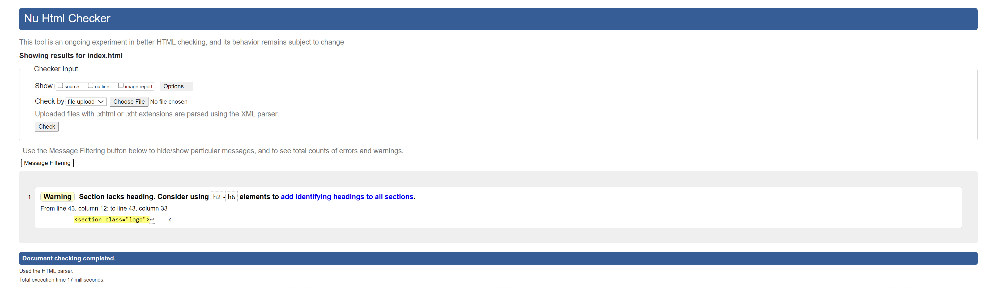 Nu Html Checker
This tool is an ongoing experiment in better HTML checking, and its behavior remains subject to change
Showing results for index.html
Checker Input
Show source outline image report Options...
Check by file upload Choose File No file chosen
Uploaded files with .xhtml or .xht extensions are parsed using the XML parser.
Check
Use the Message Filtering button below to hide/show particular messages, and to see total counts of errors and warnings.
Message Filtering
1. Warning Section lacks heading. Consider using h2-h6 elements to add identifying headings to all sections.
From line 43, column 12; to line 43, column 33
<section class="logo">↩ <
Document checking completed.
Used the HTML parser.
Total execution time 17 milliseconds.